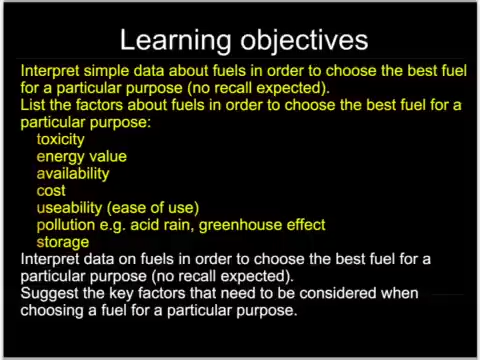 Learning objectives
Interpret simple data about fuels in order to choose the best fuel
for a particular purpose (no recall expected).
List the factors about fuels in order to choose the best fuel for a
particular purpose:
toxicity
energy value
availability
cost
useability (ease of use)
pollution e.g. acid rain, greenhouse effect
storage
Interpret data on fuels in order to choose the best fuel for a
particular purpose (no recall expected).
Suggest the key factors that need to be considered when
choosing a fuel for a particular purpose.